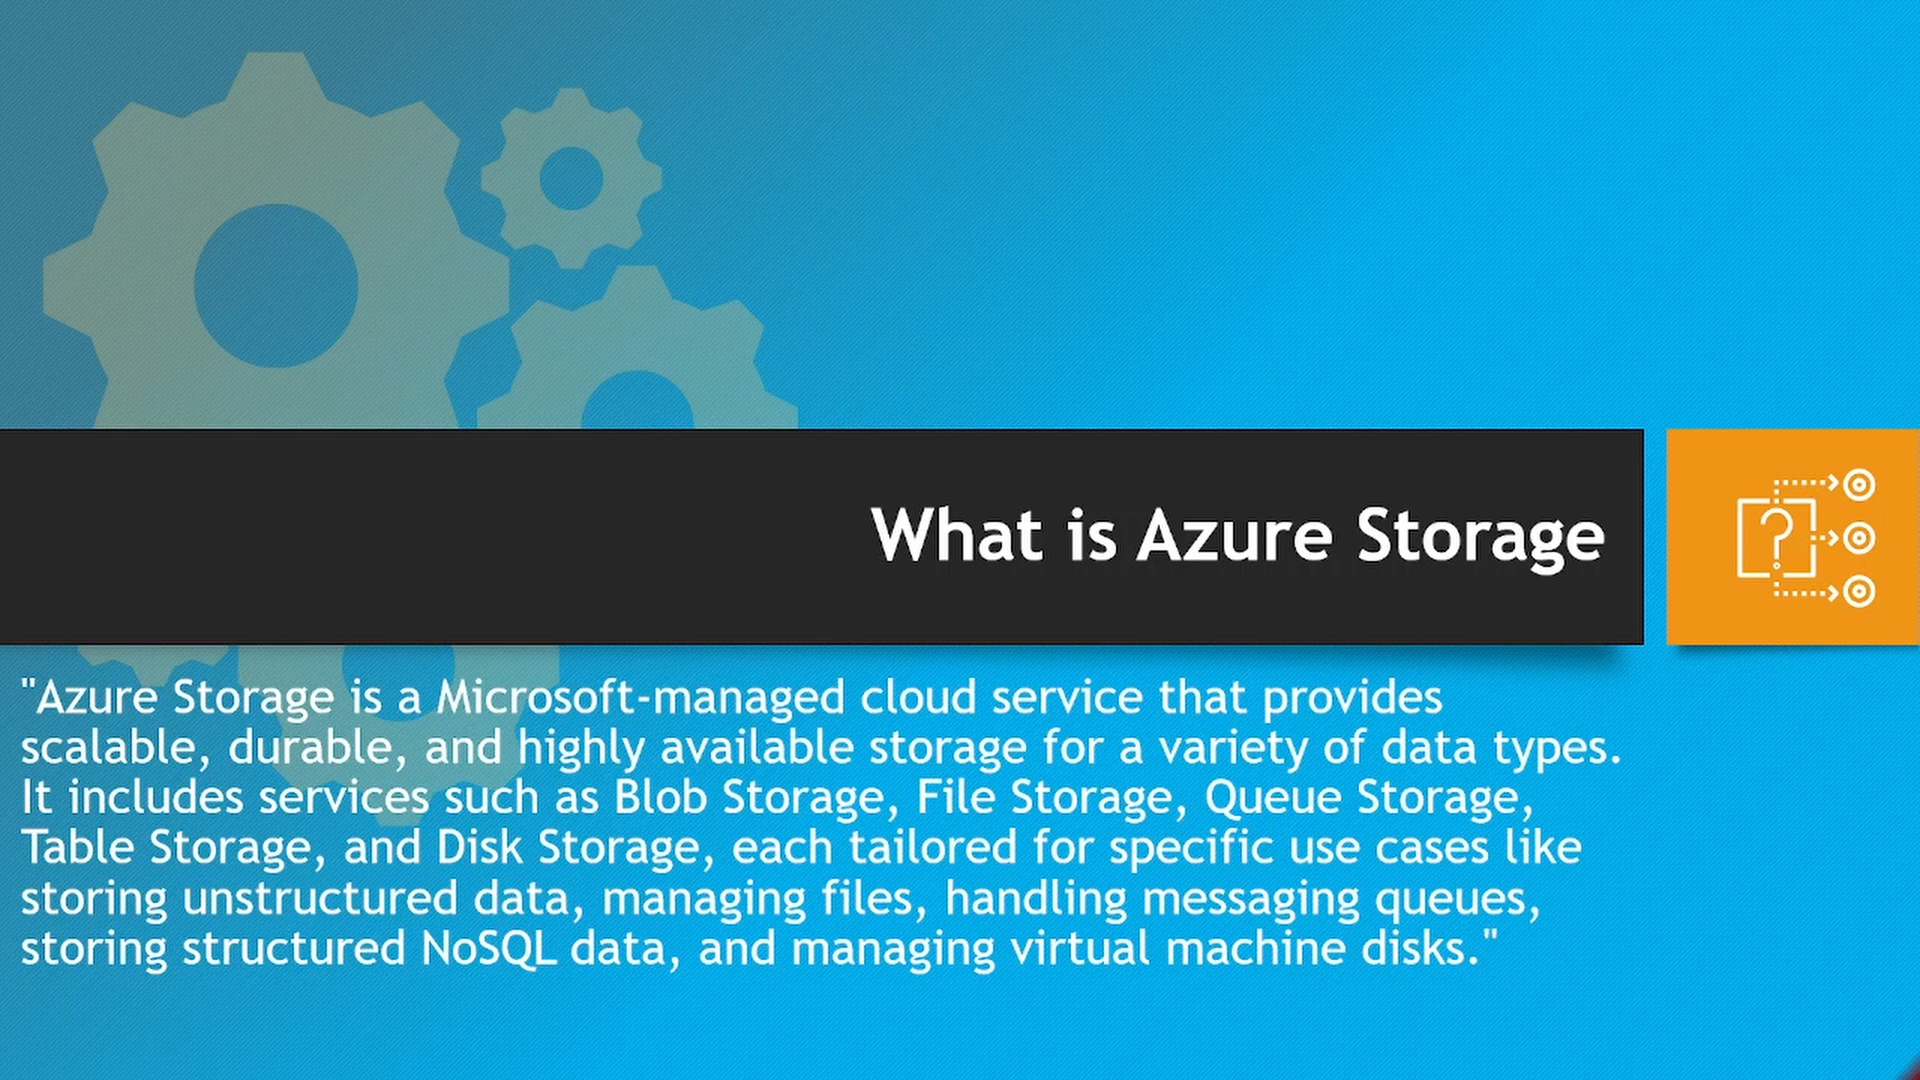 What is Azure Storage
"Azure Storage is a Microsoft-managed cloud service that provides
scalable, durable, and highly available storage for a variety of data types.
It includes services such as Blob Storage, File Storage, Queue Storage,
Table Storage, and Disk Storage, each tailored for specific use cases like
storing unstructured data, managing files, handling messaging queues,
storing structured NoSQL data, and managing virtual machine disks."